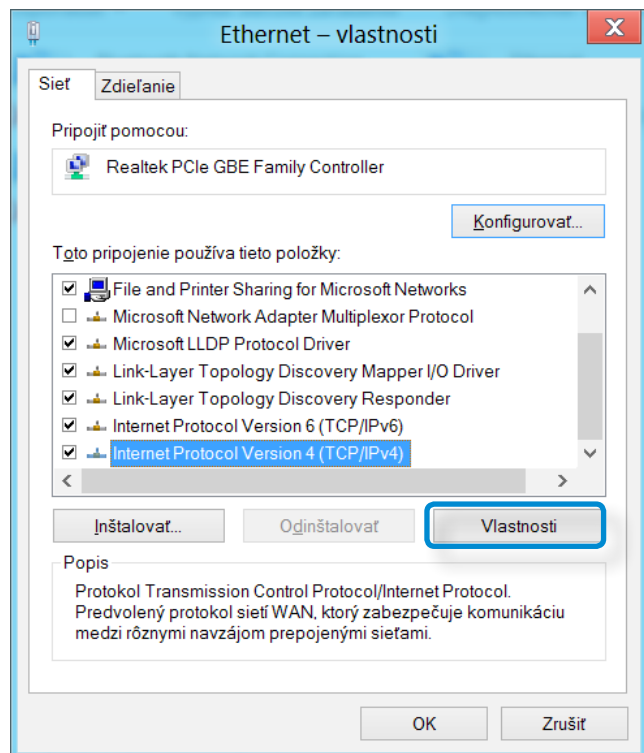 Ethernet – vlastnosti
X
Sieť
Zdieľanie
Pripojiť pomocou:
Realtek PCIe GBE Family Controller
Konfigurovať...
Toto pripojenie používa tieto položky:
File and Printer Sharing for Microsoft Networks
Microsoft Network Adapter Multiplexor Protocol
Microsoft LLDP Protocol Driver
Link-Layer Topology Discovery Mapper I/O Driver
Link-Layer Topology Discovery Responder
Internet Protocol Version 6 (TCP/IPv6)
Internet Protocol Version 4 (TCP/IPv4)
Inštalovať...
Odinštalovať
Vlastnosti
Popis
Protokol Transmission Control Protocol/Internet Protocol.
Predvolený protokol sietí WAN, ktorý zabezpečuje komunikáciu
medzi rôznymi navzájom prepojenými sieťami.
OK
Zrušiť